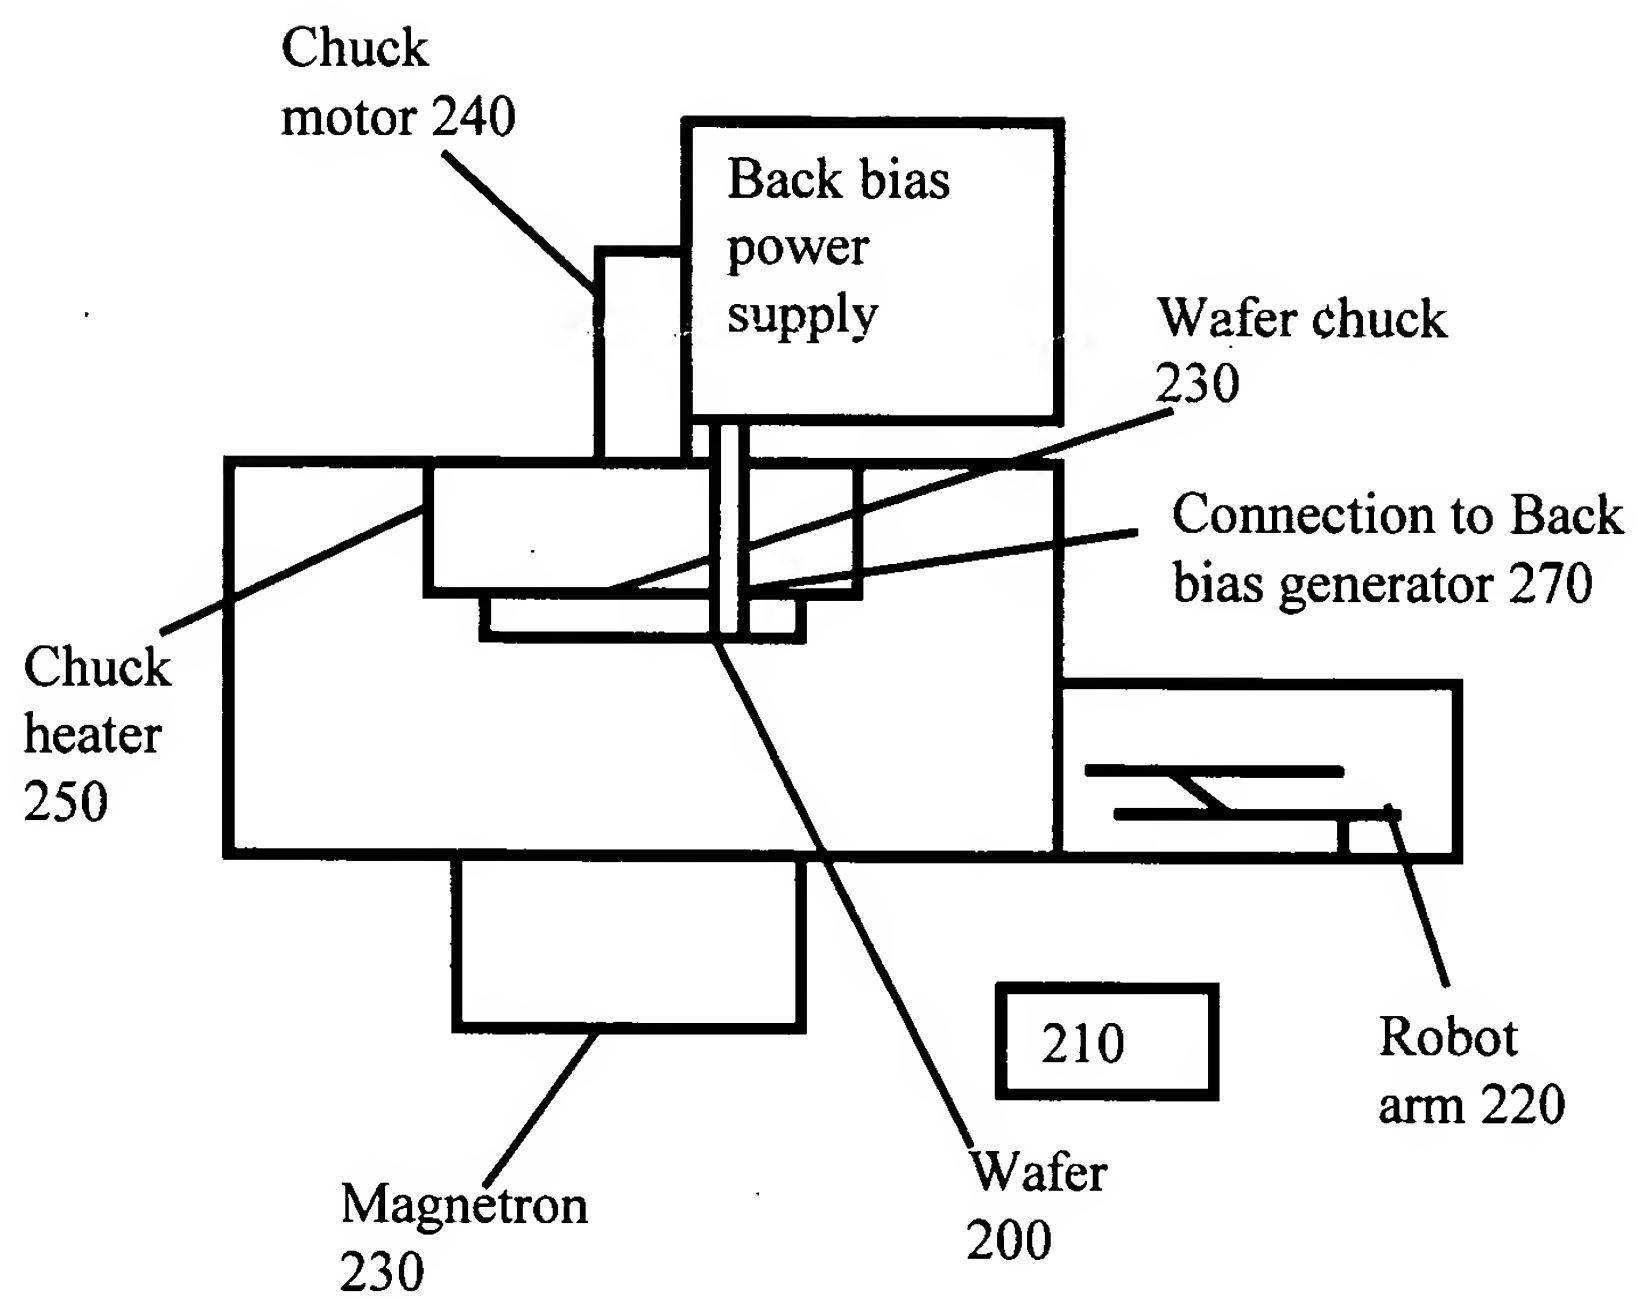 Chuck
motor 240
Back bias
power
supply
Wafer chuck
230
Connection to Back
bias generator 270
Chuck
heater
250
210
Robot
arm 220
Wafer
200
Magnetron
230